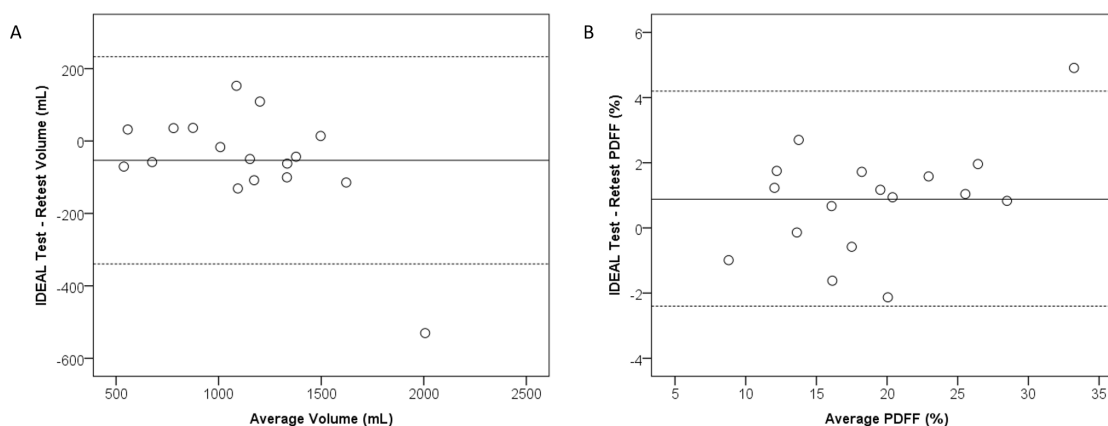 A
IDEAL Test - Retest Volume (mL)
200
0
-200
-400
-600
500 1000 1500 2000 2500
Average Volume (mL)
B
IDEAL Test - Retest PDFF (%)
6
4
2
0
-2
-4
5 10 15 20 25 30 35
Average PDFF (%)